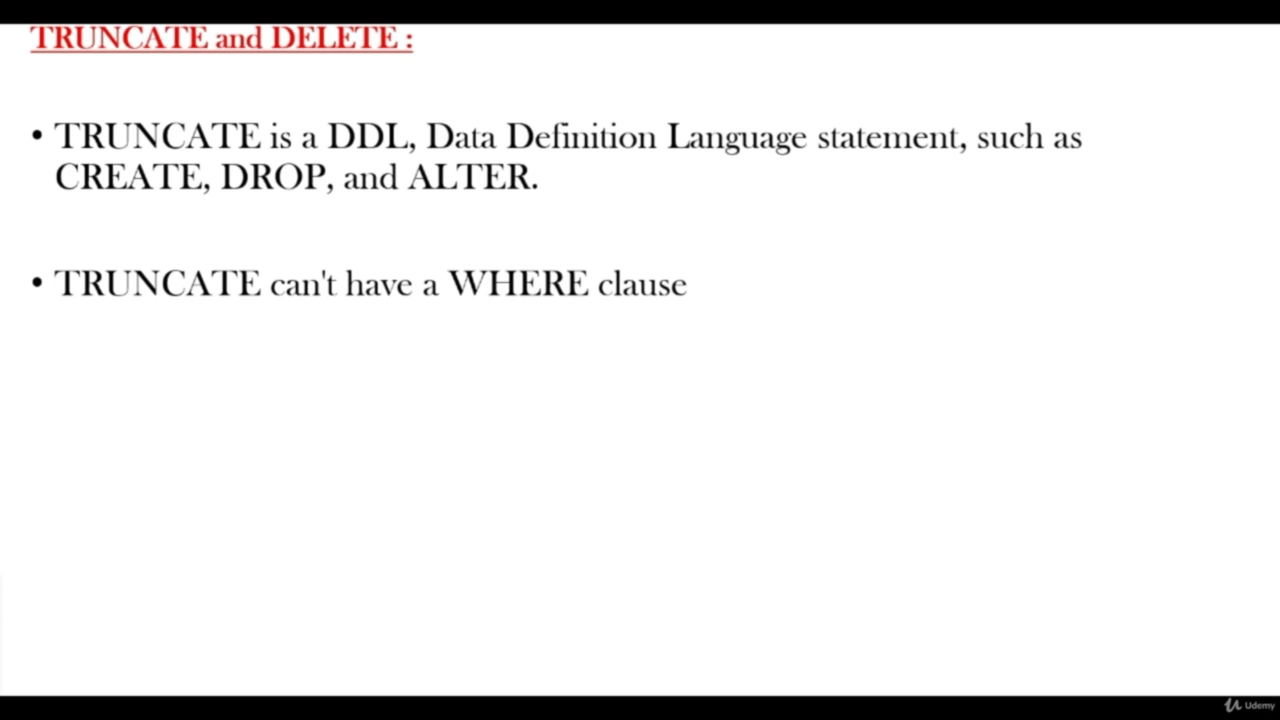 TRUNCATE and DELETE :
• TRUNCATE is a DDL, Data Definition Language statement, such as
CREATE, DROP, and ALTER.
• TRUNCATE can't have a WHERE clause
Udemy